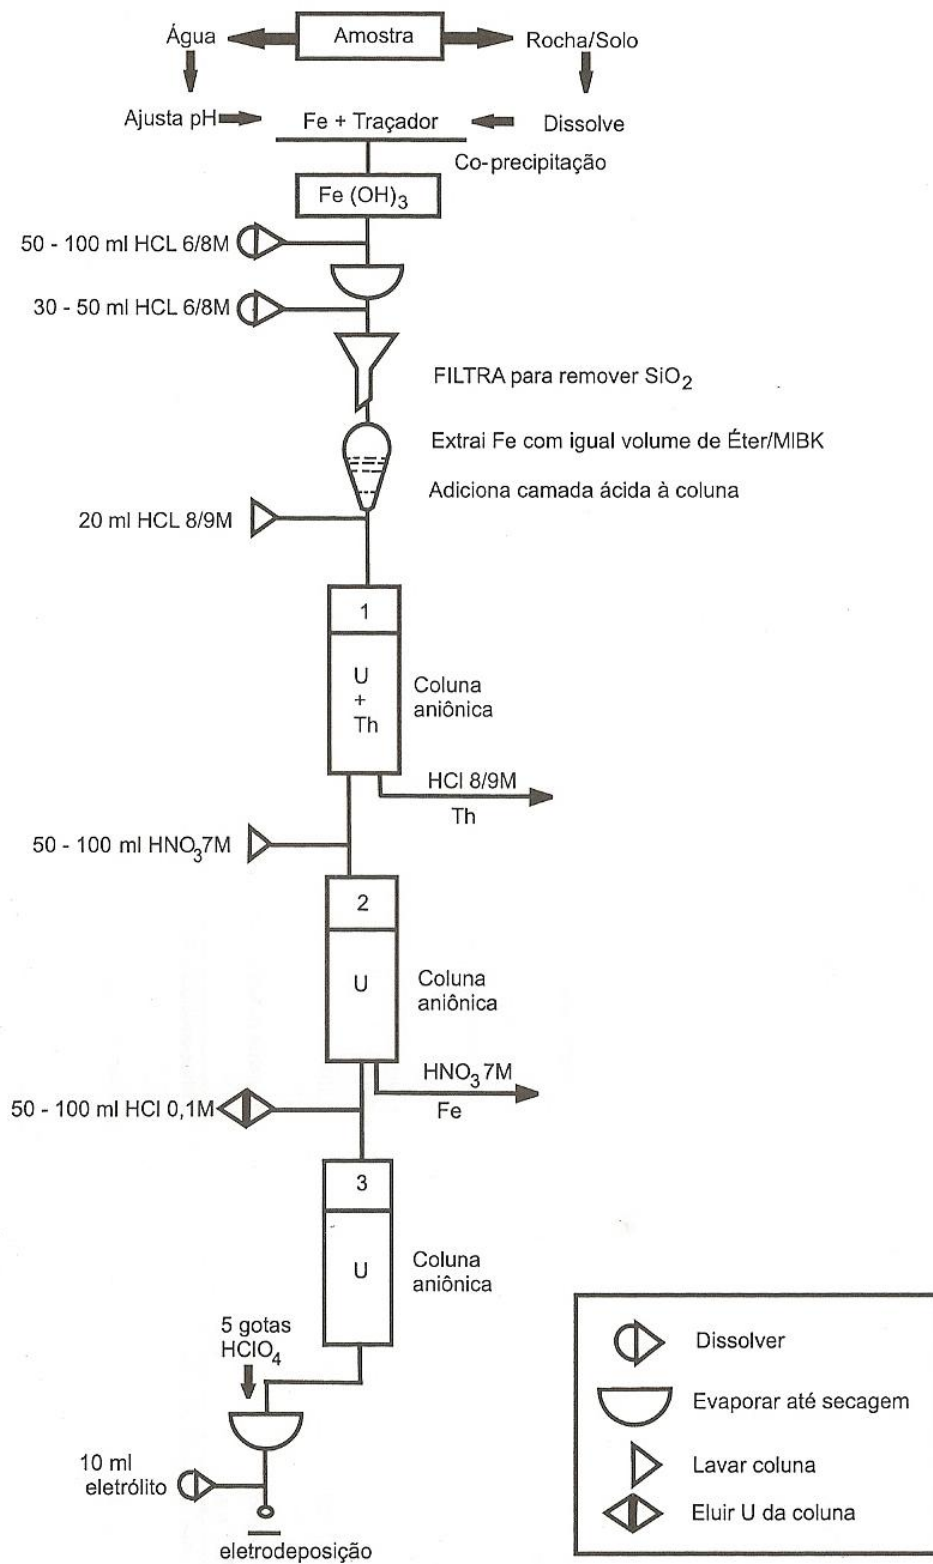 Água
Amostra
Rocha/Solo
Ajusta pH
Fe + Traçador
Dissolve
Co-precipitação
Fe (OH)3
50 - 100 ml HCL 6/8M
30 - 50 ml HCL 6/8M
FILTRA para remover SiO2
Extrai Fe com igual volume de Éter/MIBK
Adiciona camada ácida à coluna
20 ml HCL 8/9M
1
U
+
Th
Coluna
aniônica
HCl 8/9M
Th
50 - 100 ml HNO37M
2
U
Coluna
aniônica
HNO3 7M
Fe
50 - 100 ml HCl 0,1M
3
U
Coluna
aniônica
5 gotas
HClO4
10 ml
eletrólito
eletrodeposição
Dissolver
Evaporar até secagem
Lavar coluna
Eluir U da coluna